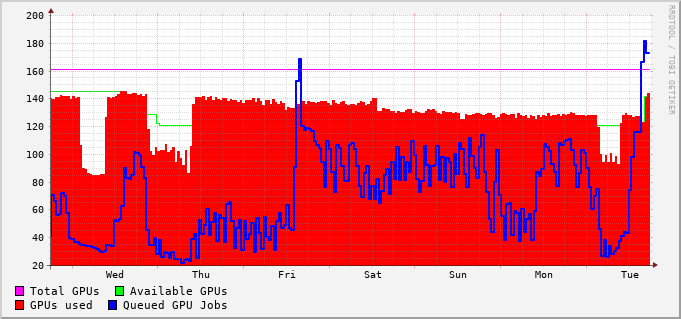 200
180
160
140
120
100
80
60
40
20
Wed Thu Fri Sat Sun Mon Tue
Total GPUs Available GPUs
GPUs used Queued GPU Jobs
RRDTOOL / TOBI OETIKER